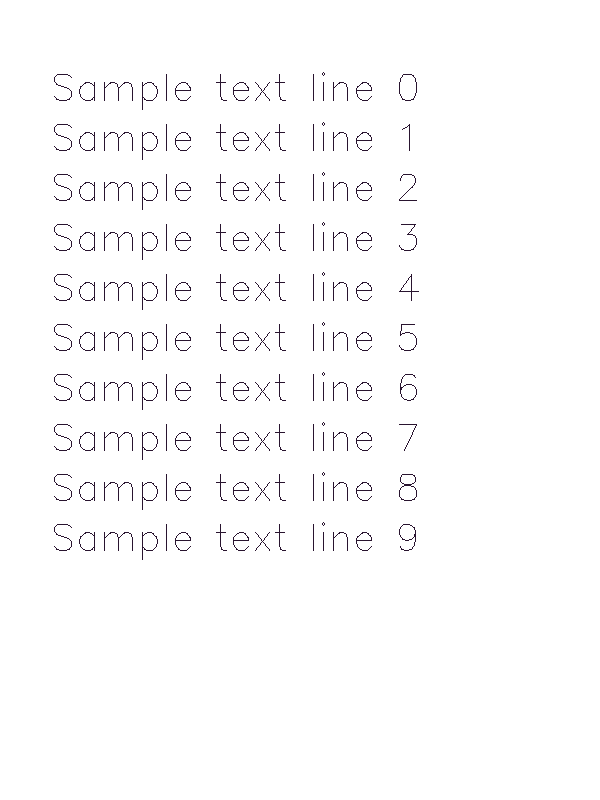 Sample text line 0
Sample text line 1
Sample text line 2
Sample text line 3
Sample text line 4
Sample text line 5
Sample text line 6
Sample text line 7
Sample text line 8
Sample text line 9